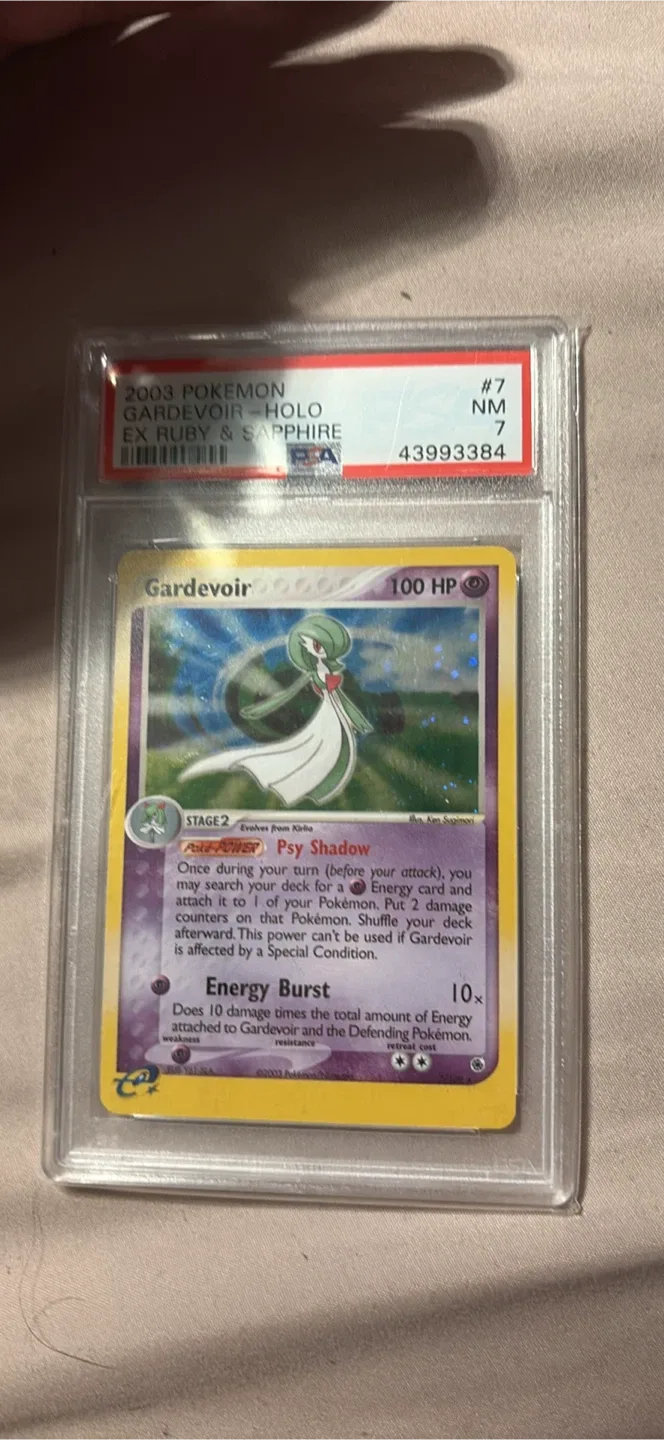 2003 POKEMON #7
GARDEVOIR - HOLO NM
EX RUBY & SAPPHIRE 7
PSA 43993384
Gardevoir 100 HP
STAGE2
Evolves from Kirlia
Illus. Ken Sugimori
Poké-POWER Psy Shadow
Once during your turn (before your attack), you
may search your deck for a Energy card and
attach it to 1 of your Pokémon. Put 2 damage
counters on that Pokémon. Shuffle your deck
afterward. This power can't be used if Gardevoir
is affected by a Special Condition.
Energy Burst 10x
Does 10 damage times the total amount of Energy
attached to Gardevoir and the Defending Pokémon.
weakness resistance retreat cost
©2003 Pokémon